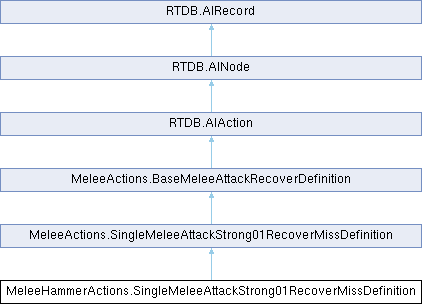 RTDB.AIRecord
RTDB.AINode
RTDB.AIAction
MeleeActions.BaseMeleeAttackRecoverDefinition
MeleeActions.SingleMeleeAttackStrong01RecoverMissDefinition
MeleeHammerActions.SingleMeleeAttackStrong01RecoverMissDefinition